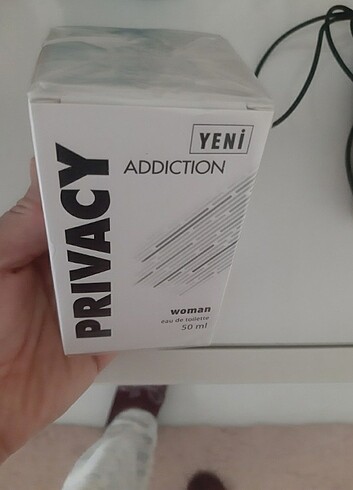 YENİ
ADDICTION
PRIVACY
woman
eau de toilette
50 ml